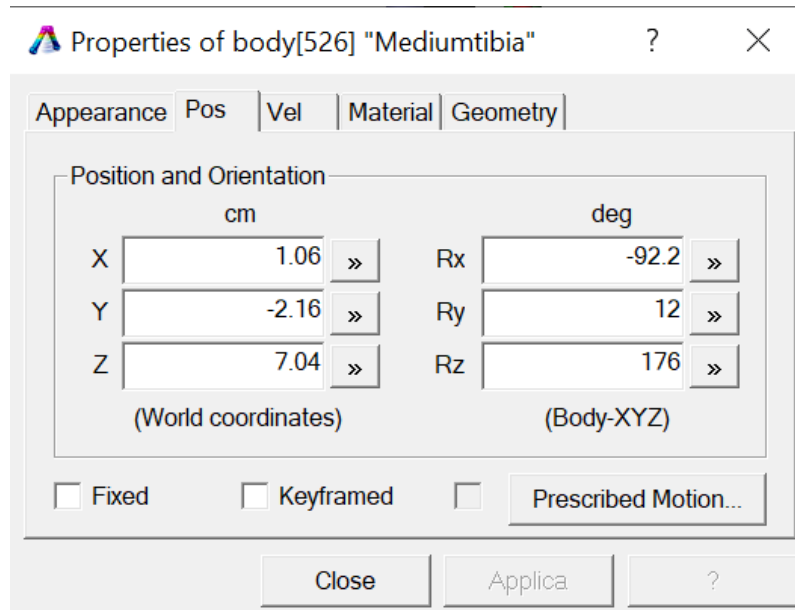 Properties of body[526] "Mediumtibia" ? ×
Appearance Pos Vel Material Geometry
Position and Orientation
cm deg
X 1.06 » Rx -92.2 »
Y -2.16 » Ry 12 »
Z 7.04 » Rz 176 »
(World coordinates) (Body-XYZ)
Fixed Keyframed Prescribed Motion...
Close Applica ?